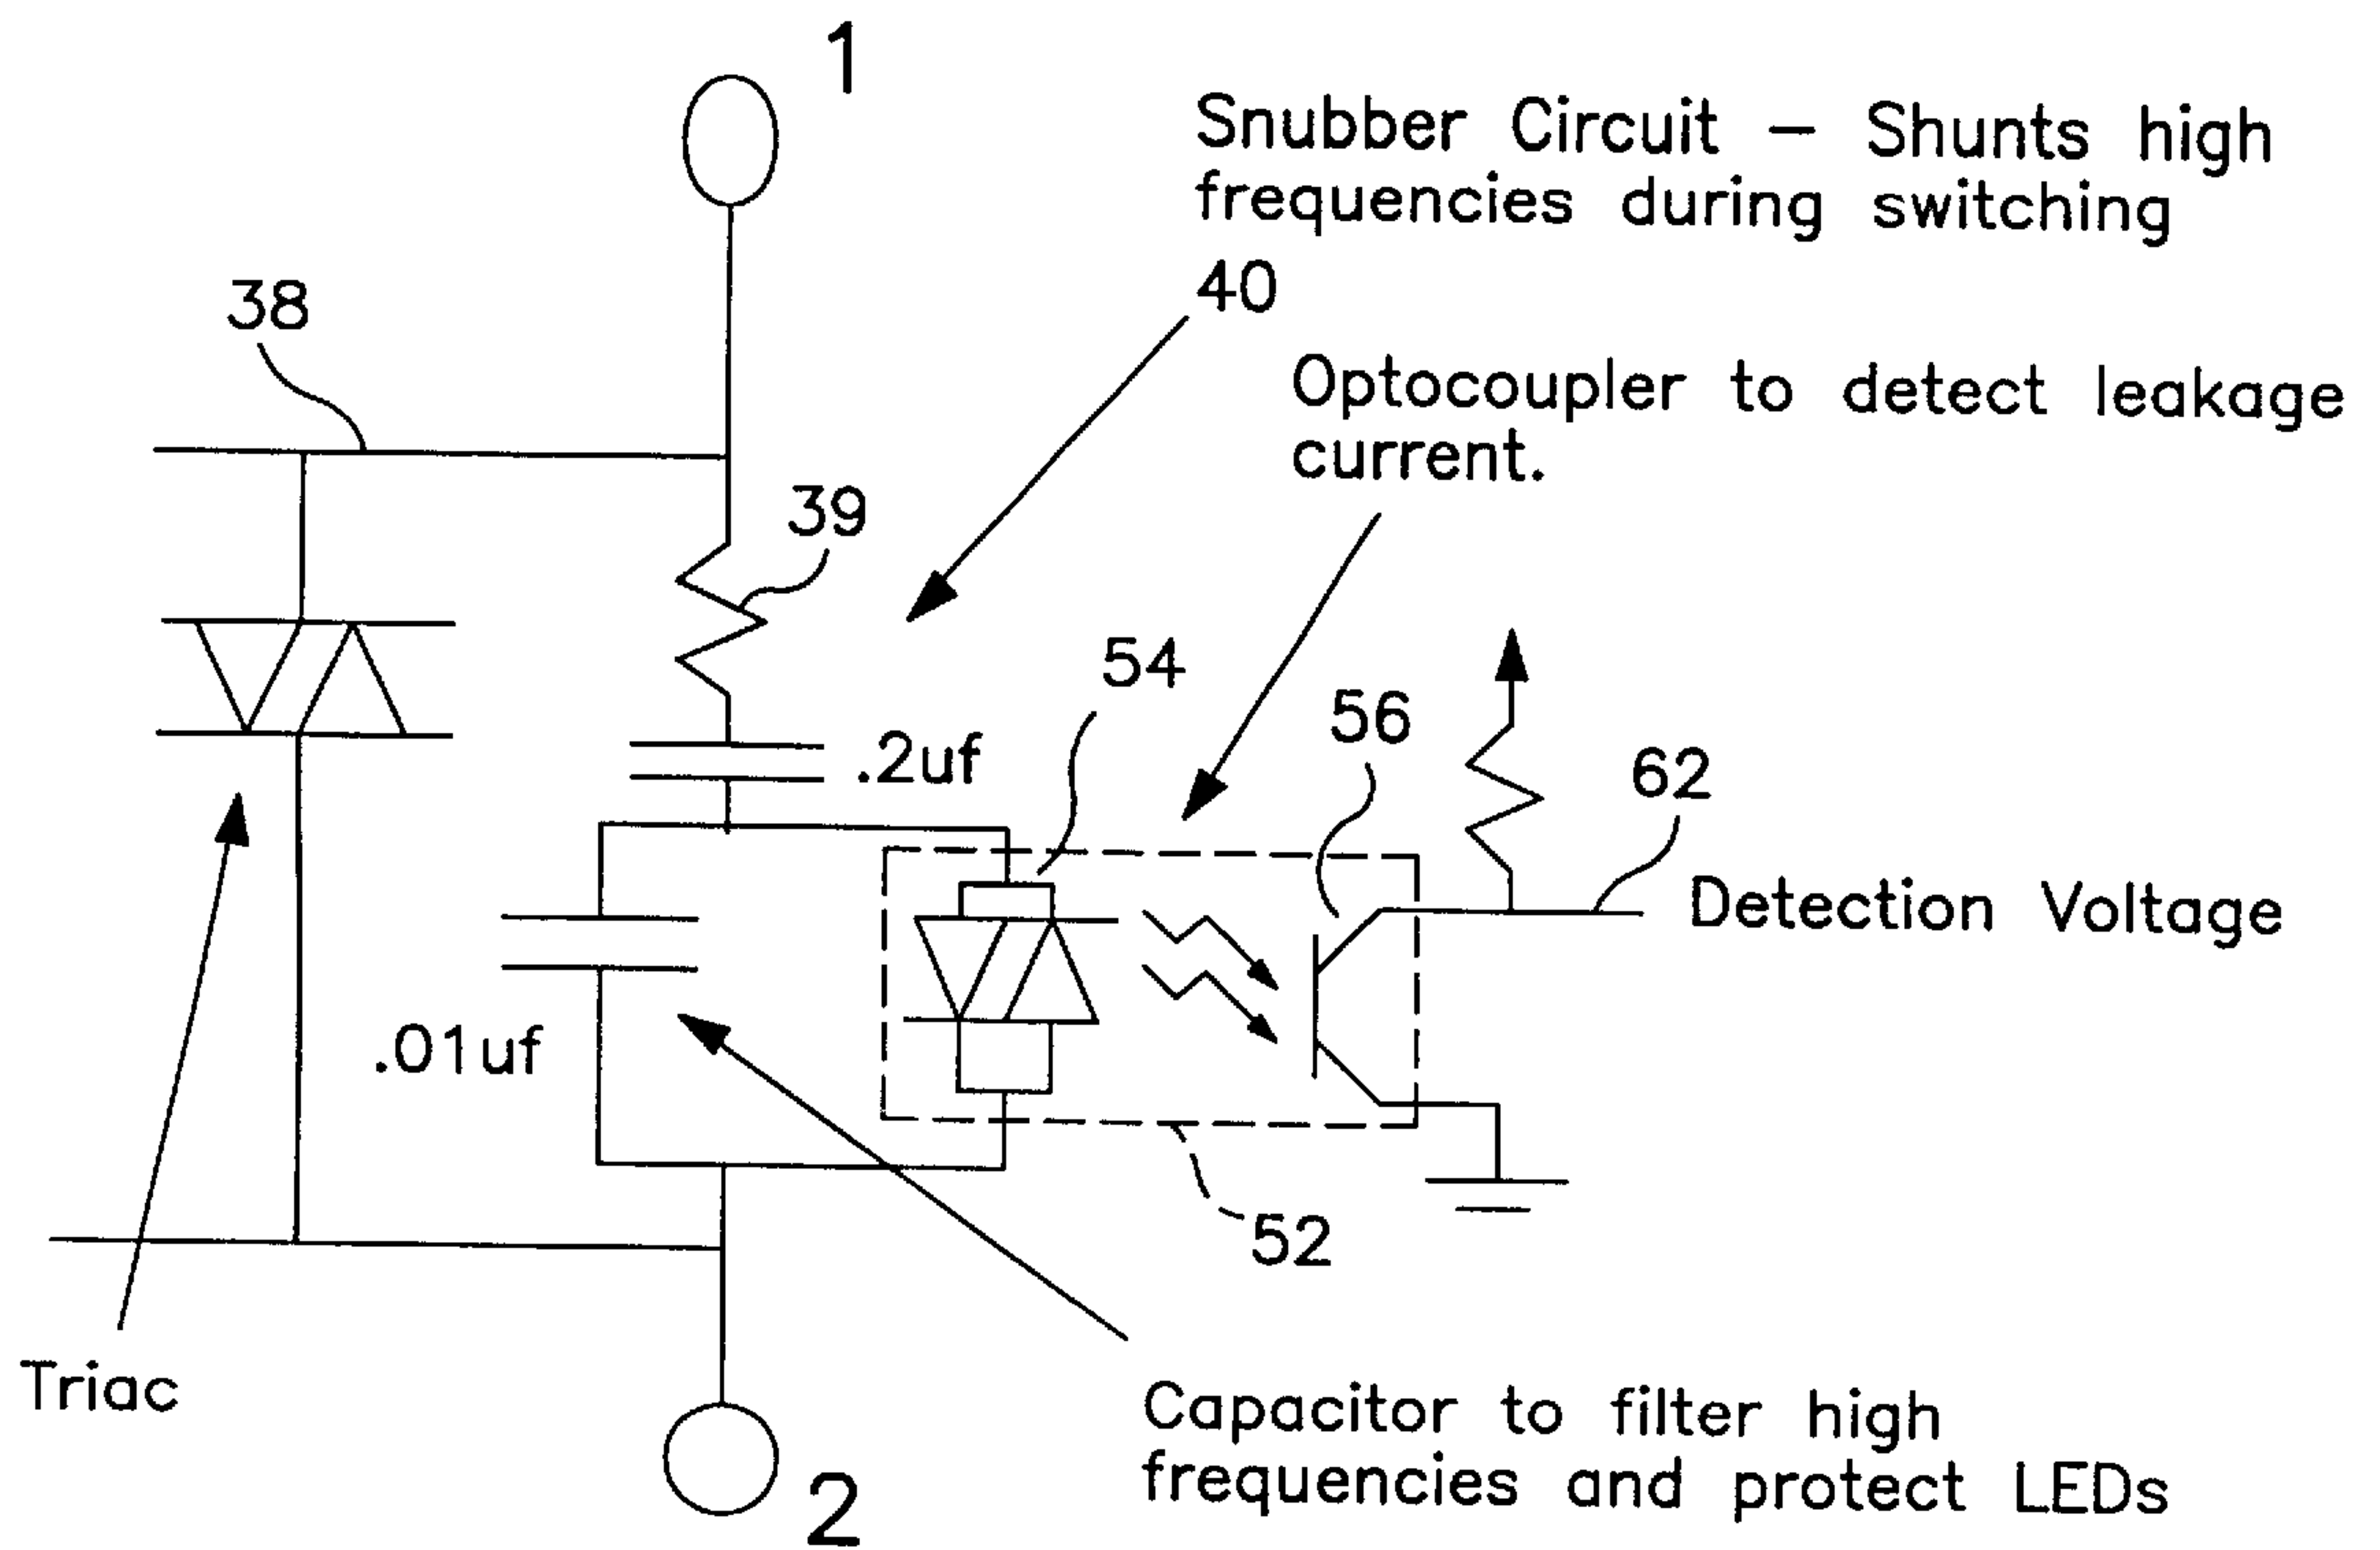 1
Snubber Circuit – Shunts high
frequencies during switching
40
38
Optocoupler to detect leakage
current.
39
54
56
62
.2uf
Detection Voltage
.01uf
52
Triac
Capacitor to filter high
frequencies and protect LEDs
2